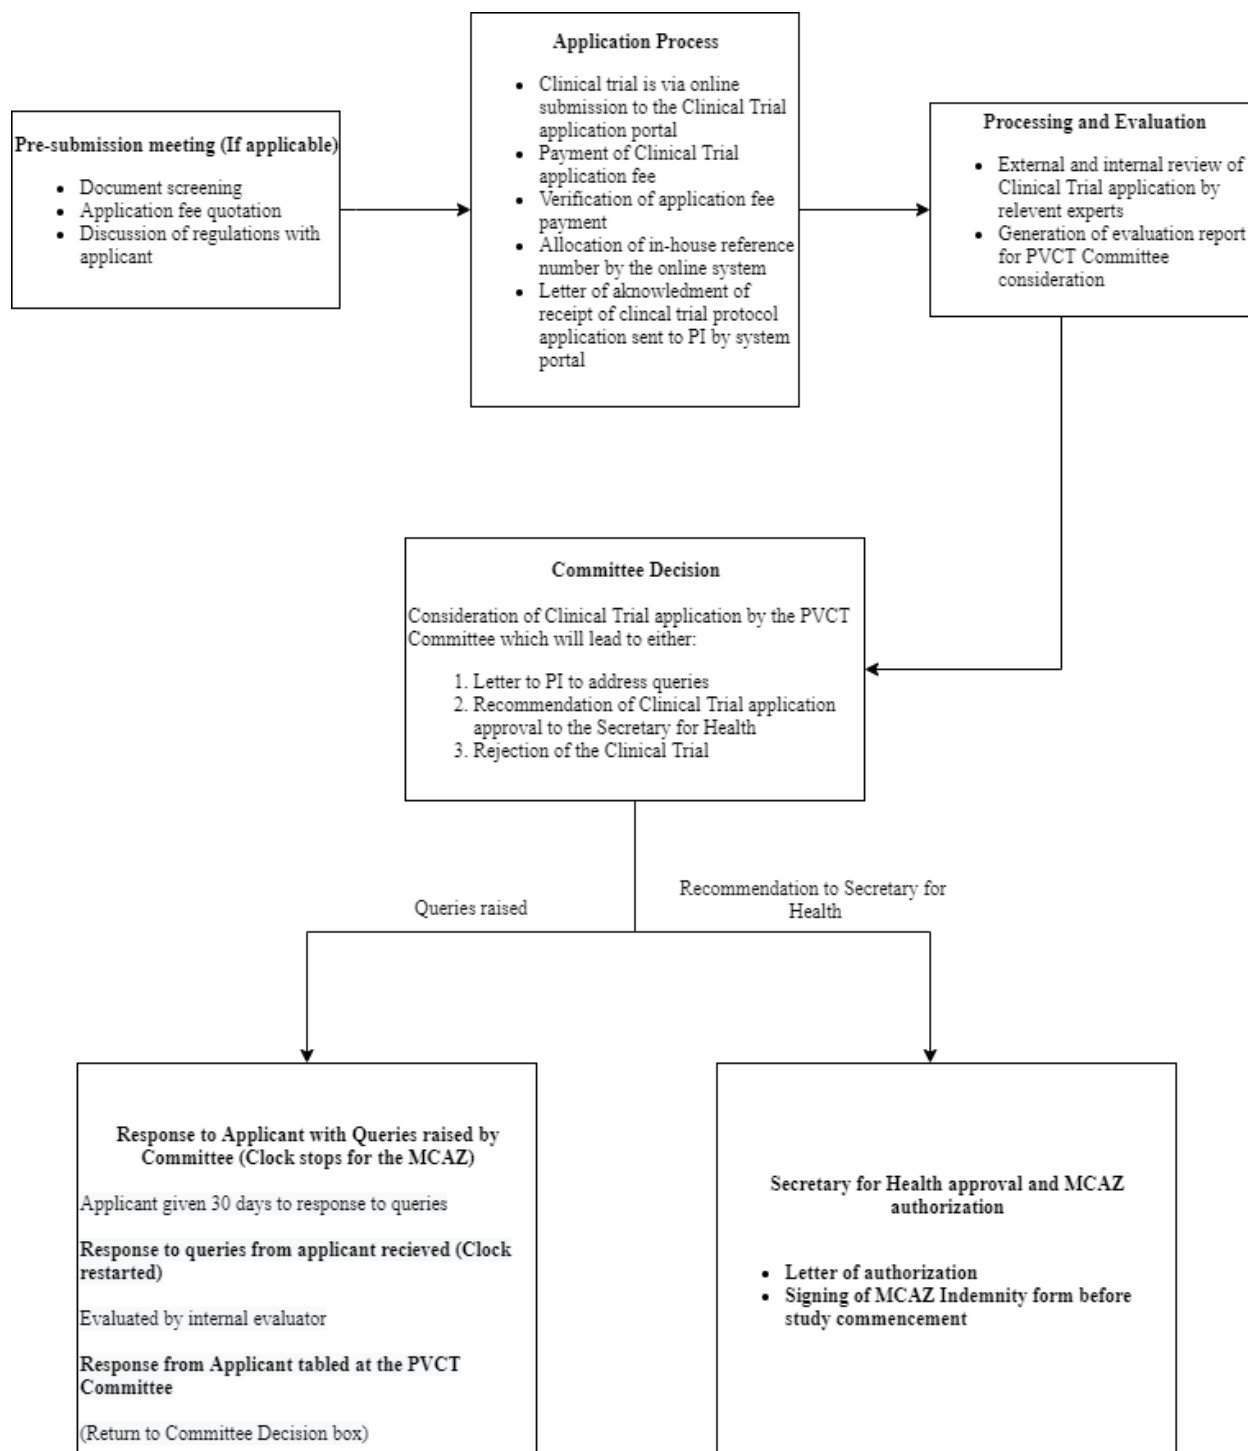 Pre-submission meeting (If applicable)
• Document screening
• Application fee quotation
• Discussion of regulations with
applicant
Application Process
• Clinical trial is via online
submission to the Clinical Trial
application portal
• Payment of Clinical Trial
application fee
• Verification of application fee
payment
• Allocation of in-house reference
number by the online system
• Letter of aknowledment of
receipt of clincal trial protocol
application sent to PI by system
portal
Processing and Evaluation
• External and internal review of
Clinical Trial application by
relevent experts
• Generation of evaluation report
for PVCT Committee
consideration
Committee Decision
Consideration of Clinical Trial application by the PVCT
Committee which will lead to either:
1. Letter to PI to address queries
2. Recommendation of Clinical Trial application
approval to the Secretary for Health
3. Rejection of the Clinical Trial
Queries raised
Recommendation to Secretary for
Health
Response to Applicant with Queries raised by
Committee (Clock stops for the MCAZ)
Applicant given 30 days to response to queries
Response to queries from applicant recieved (Clock
restarted)
Evaluated by internal evaluator
Response from Applicant tabled at the PVCT
Committee
(Return to Committee Decision box)
Secretary for Health approval and MCAZ
authorization
• Letter of authorization
• Signing of MCAZ Indemnity form before
study commencement